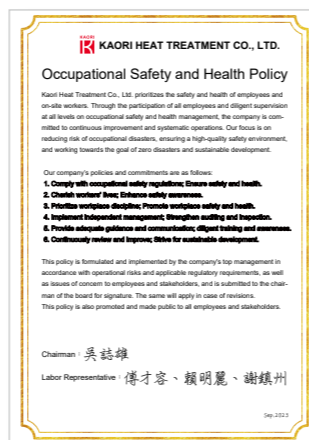 KAORI
KAORI HEAT TREATMENT CO., LTD.
Occupational Safety and Health Policy
Kaori Heat Treatment Co., Ltd. prioritizes the safety and health of employees and
on-site workers. Through the participation of all employees and diligent supervision
at all levels on occupational safety and health management, the company is com-
mitted to continuous improvement and systematic operations. Our focus is on
reducing risk of occupational disasters, ensuring a high-quality safety environment,
and working towards the goal of zero disasters and sustainable development.
Our company's policies and commitments are as follows:
1. Comply with occupational safety regulations; Ensure safety and health.
2. Cherish workers' lives; Enhance safety awareness.
3. Prioritize workplace discipline; Promote workplace safety and health.
4. Implement independent management; Strengthen auditing and inspection.
5. Provide adequate guidance and communication; diligent training and awareness.
6. Continuously review and improve; Strive for sustainable development.
This policy is formulated and implemented by the company's top management in
accordance with operational risks and applicable regulatory requirements, as well
as issues of concern to employees and stakeholders, and is submitted to the chair-
man of the board for signature. The same will apply in case of revisions.
This policy is also promoted and made public to all employees and stakeholders.
Chairman：吳誌雄
Labor Representative：傅才容、賴明麗、謝鎮州
Sep.2023